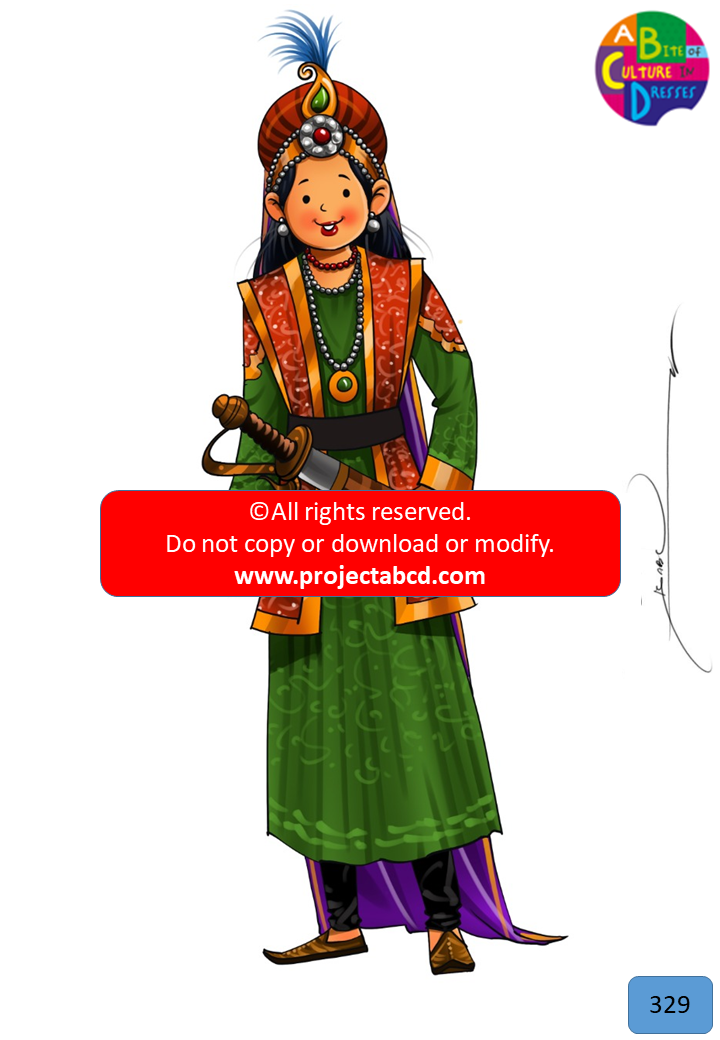 A BITE OF
CULTURE IN
DRESSES
©All rights reserved.
Do not copy or download or modify.
www.projectabcd.com
329